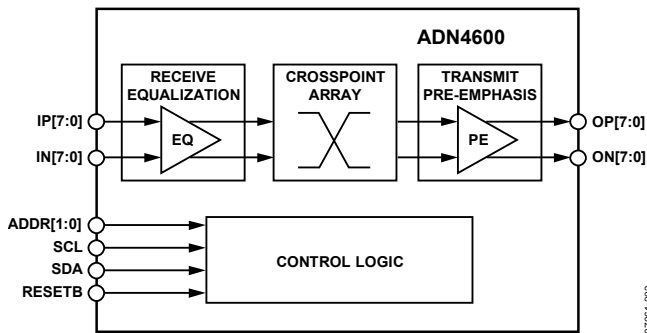 ADN4600
RECEIVE
EQUALIZATION
CROSSPOINT
ARRAY
TRANSMIT
PRE-EMPHASIS
IP[7:0]
IN[7:0]
EQ
PE
OP[7:0]
ON[7:0]
ADDR[1:0]
SCL
SDA
RESETB
CONTROL LOGIC